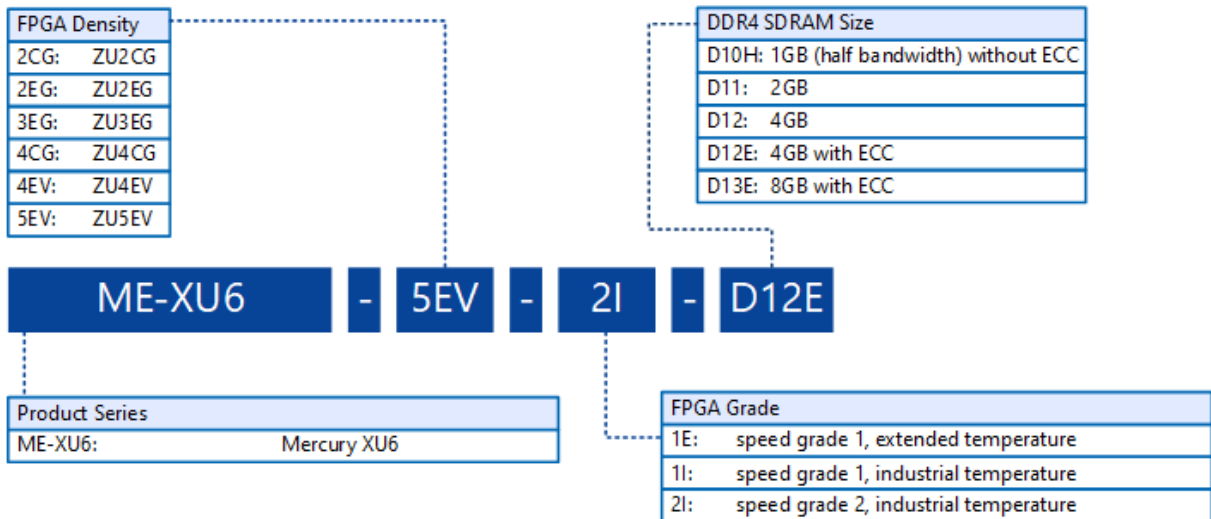 FPGA Density
2CG: ZU2CG
2EG: ZU2EG
3EG: ZU3EG
4CG: ZU4CG
4EV: ZU4EV
5EV: ZU5EV
DDR4 SDRAM Size
D10H: 1GB (half bandwidth) without ECC
D11: 2GB
D12: 4GB
D12E: 4GB with ECC
D13E: 8GB with ECC
ME-XU6 - 5EV - 2I - D12E
Product Series
ME-XU6: Mercury XU6
FPGA Grade
1E: speed grade 1, extended temperature
1I: speed grade 1, industrial temperature
2I: speed grade 2, industrial temperature